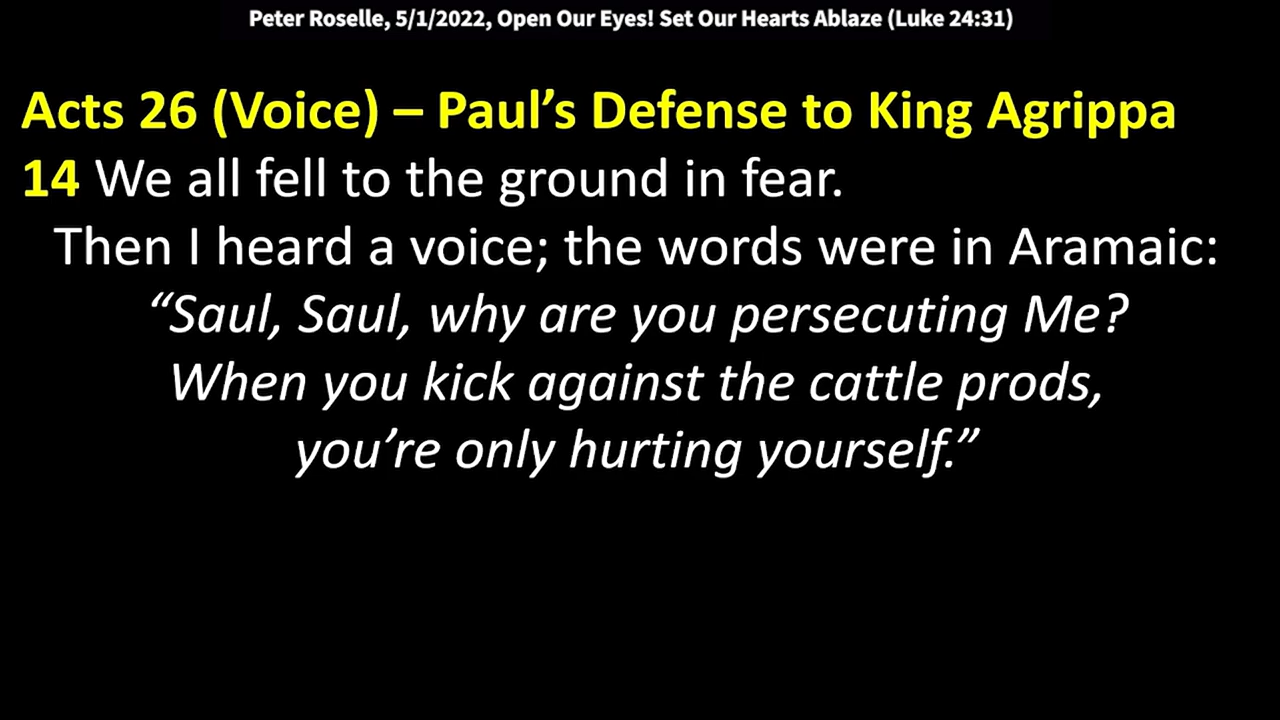 Peter Roselle, 5/1/2022, Open Our Eyes! Set Our Hearts Ablaze (Luke 24:31)
Acts 26 (Voice) – Paul’s Defense to King Agrippa
14 We all fell to the ground in fear.
Then I heard a voice; the words were in Aramaic:
“Saul, Saul, why are you persecuting Me?
When you kick against the cattle prods,
you’re only hurting yourself.”